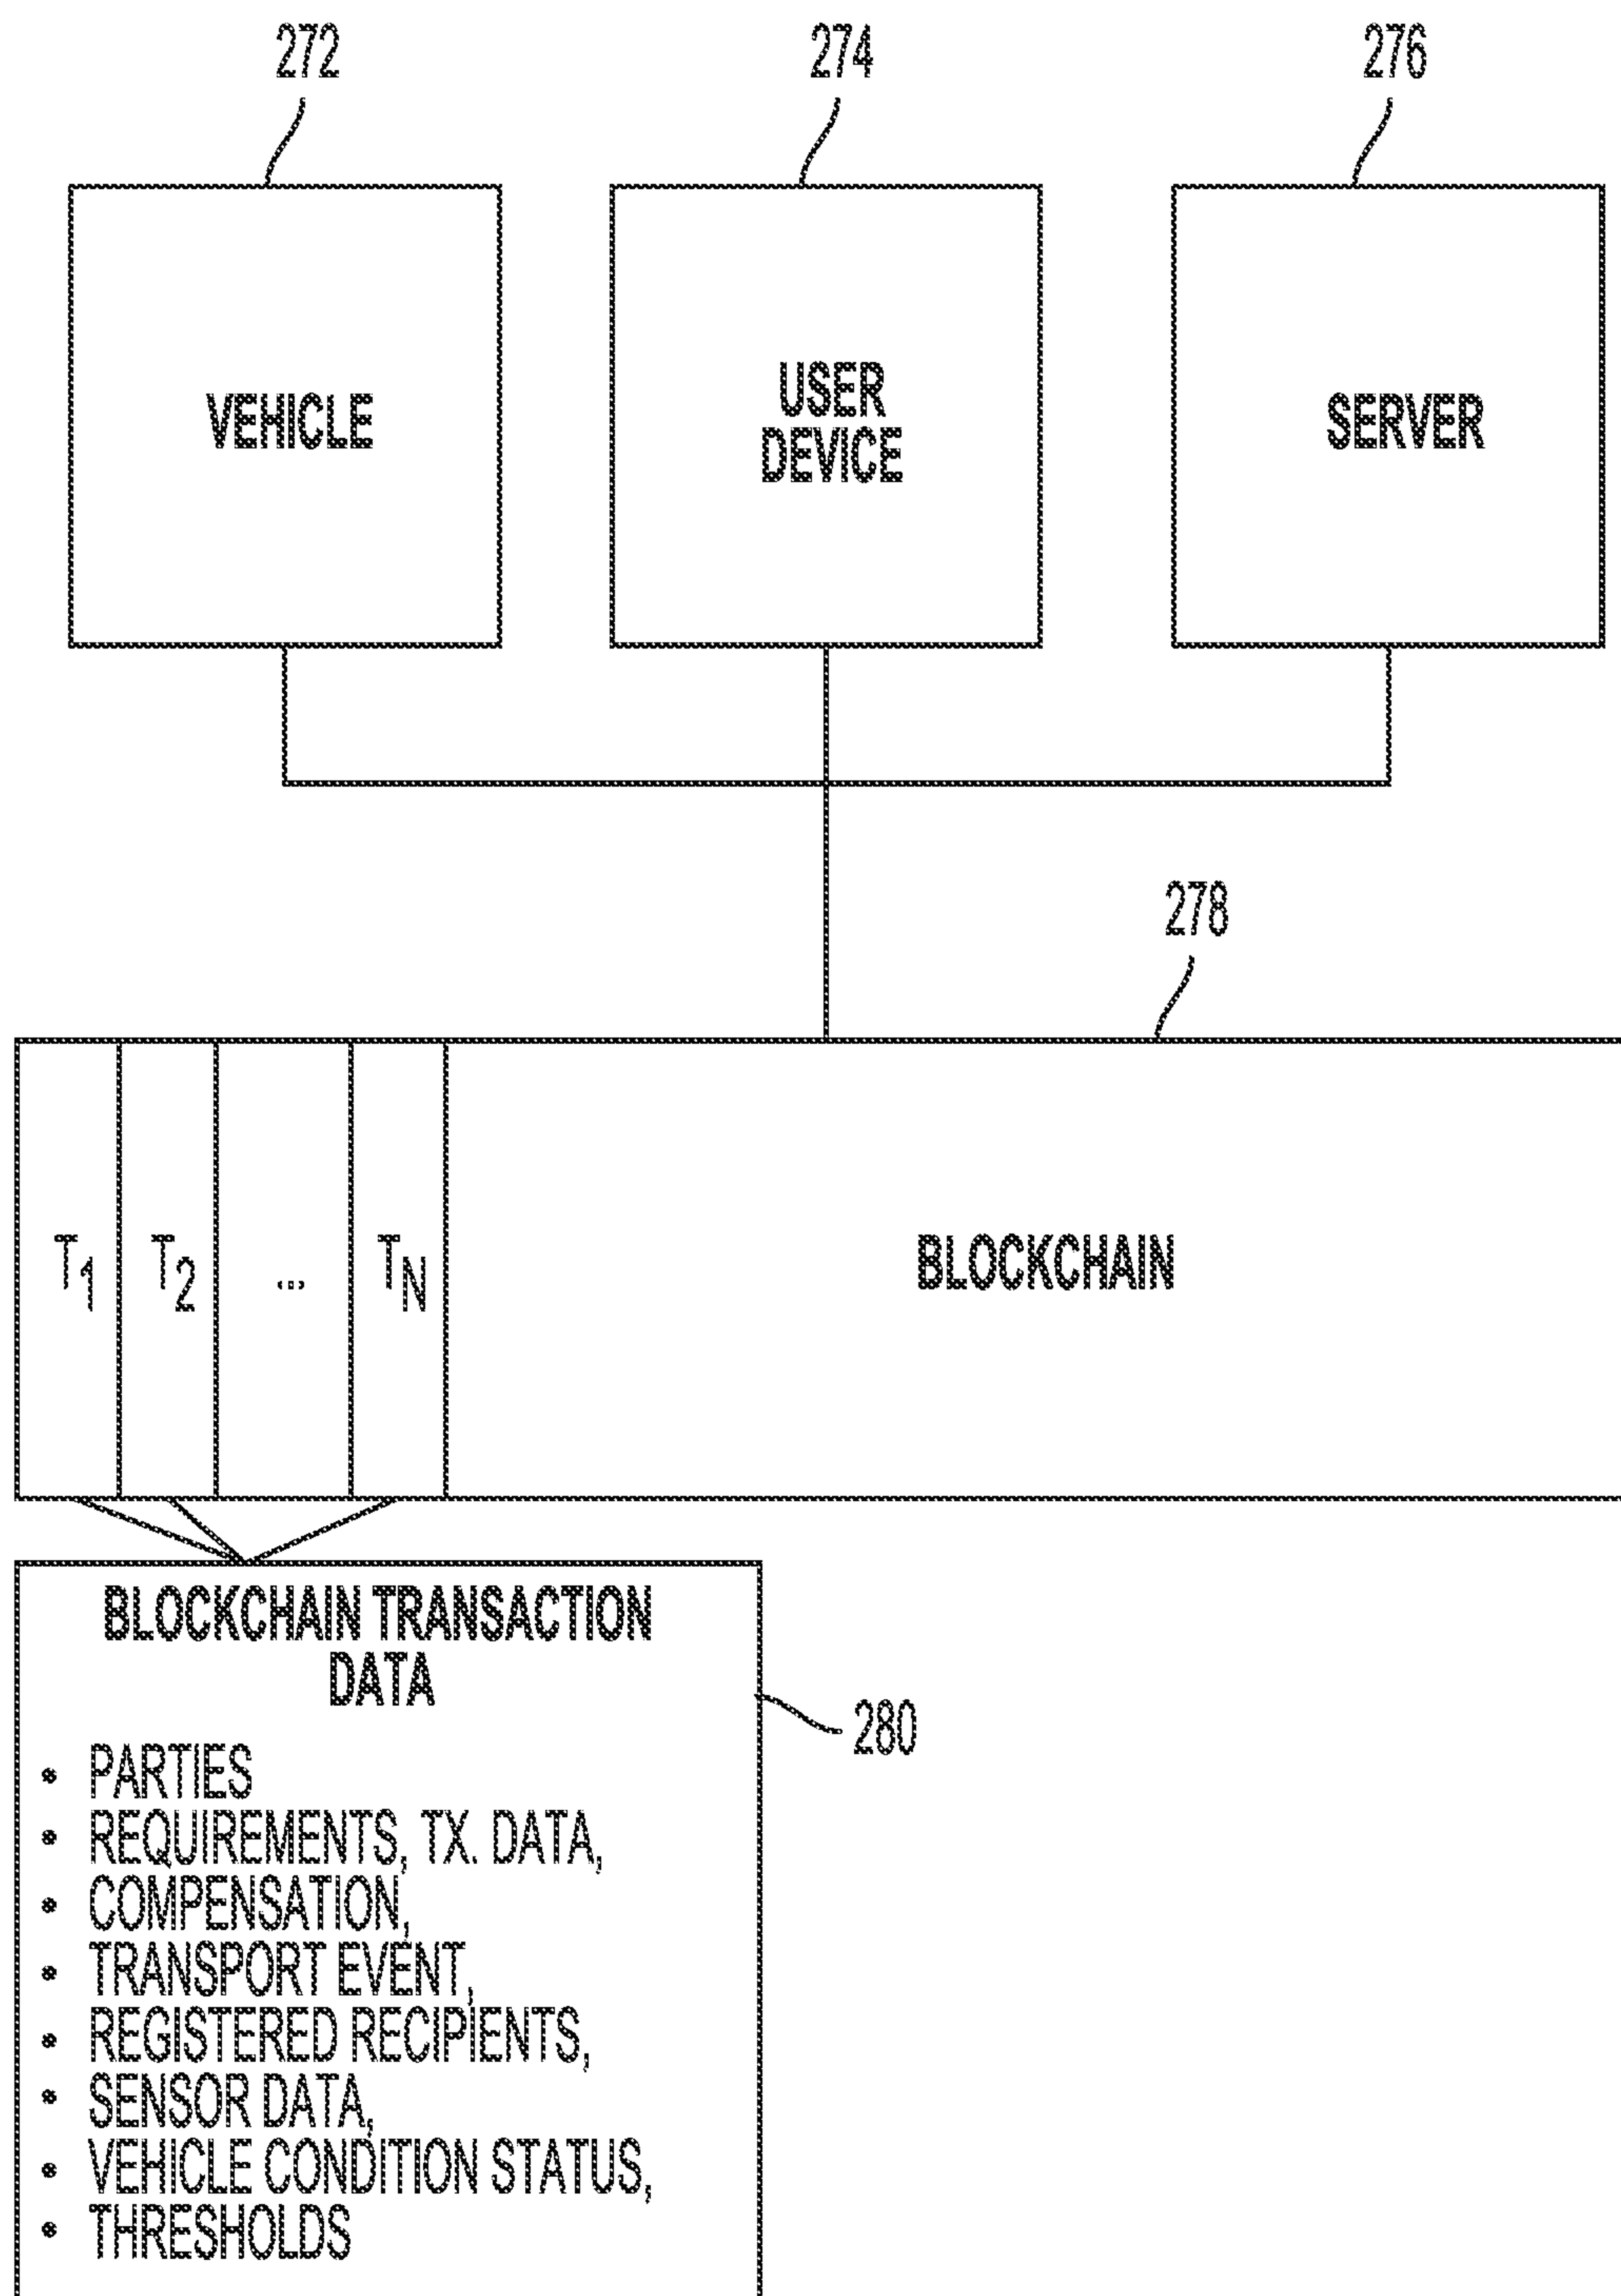 272
274
276
VEHICLE
USER
DEVICE
SERVER
278
T1
T2
...
TN
BLOCKCHAIN
BLOCKCHAIN TRANSACTION
DATA
280
• PARTIES
• REQUIREMENTS, TX. DATA,
• COMPENSATION,
• TRANSPORT EVENT,
• REGISTERED RECIPIENTS,
• SENSOR DATA,
• VEHICLE CONDITION STATUS,
• THRESHOLDS